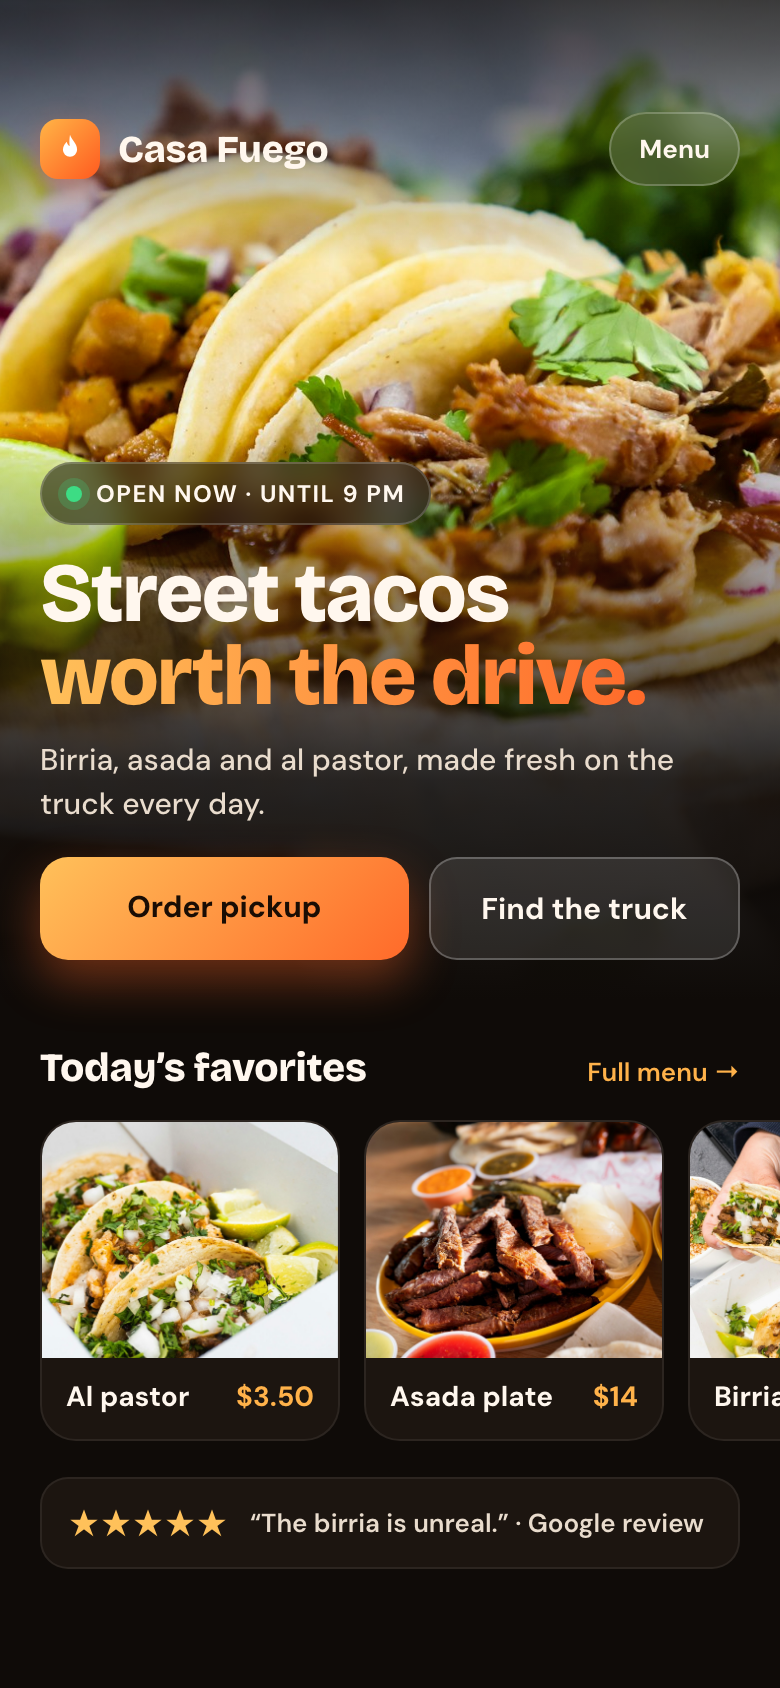 Casa Fuego
Menu
OPEN NOW · UNTIL 9 PM
Street tacos
worth the drive.
Birria, asada and al pastor, made fresh on the
truck every day.
Order pickup
Find the truck
Today’s favorites
Full menu →
Al pastor $3.50
Asada plate $14
Birria
★★★★★ “The birria is unreal.” · Google review